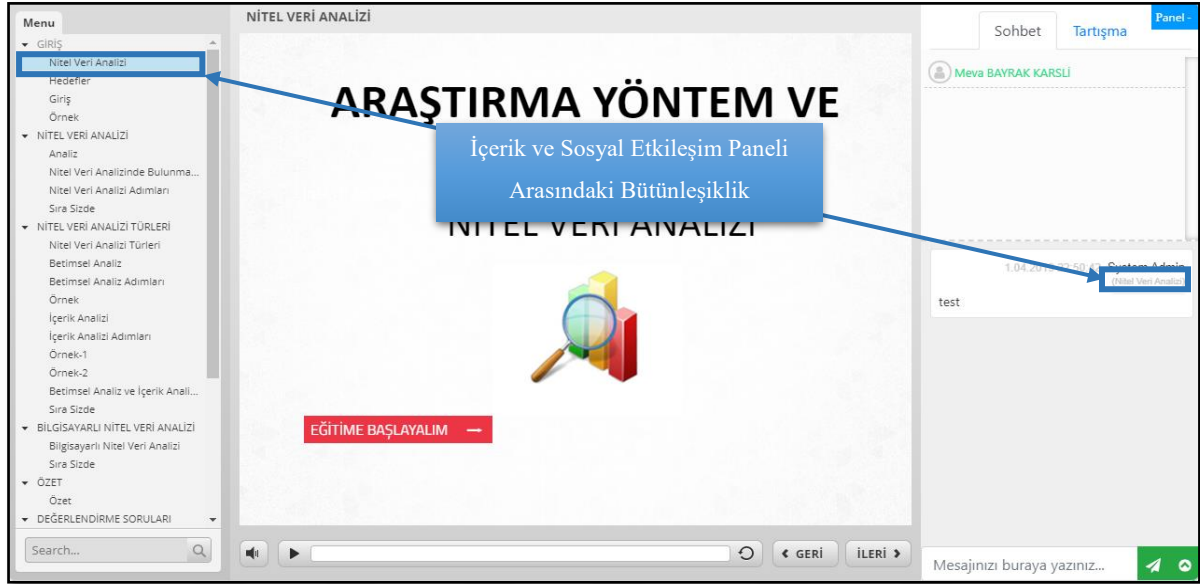 Menu
GİRİŞ
Nitel Veri Analizi
Hedefler
Giriş
Örnek
NİTEL VERİ ANALİZİ
Analiz
Nitel Veri Analizinde Bulunma...
Nitel Veri Analizi Adımları
Sıra Sizde
NİTEL VERİ ANALİZİ TÜRLERİ
Nitel Veri Analizi Türleri
Betimsel Analiz
Betimsel Analiz Adımları
Örnek
İçerik Analizi
İçerik Analizi Adımları
Örnek-1
Örnek-2
Betimsel Analiz ve İçerik Anali...
Sıra Sizde
BİLGİSAYARLI NİTEL VERİ ANALİZİ
Bilgisayarlı Nitel Veri Analizi
Sıra Sizde
ÖZET
Özet
DEĞERLENDİRME SORULARI
Search...
NİTEL VERİ ANALİZİ
ARAŞTIRMA YÖNTEM VE
İçerik ve Sosyal Etkileşim Paneli
Arasındaki Bütünleşiklik
NİTEL VERİ ANALİZİ
EĞİTİME BAŞLAYALIM
GERİ
İLERİ
Panel -
Sohbet
Tartışma
Meva BAYRAK KARSLİ
System Admin
(Nitel Veri Analizi)
test
Mesajınızı buraya yazınız...